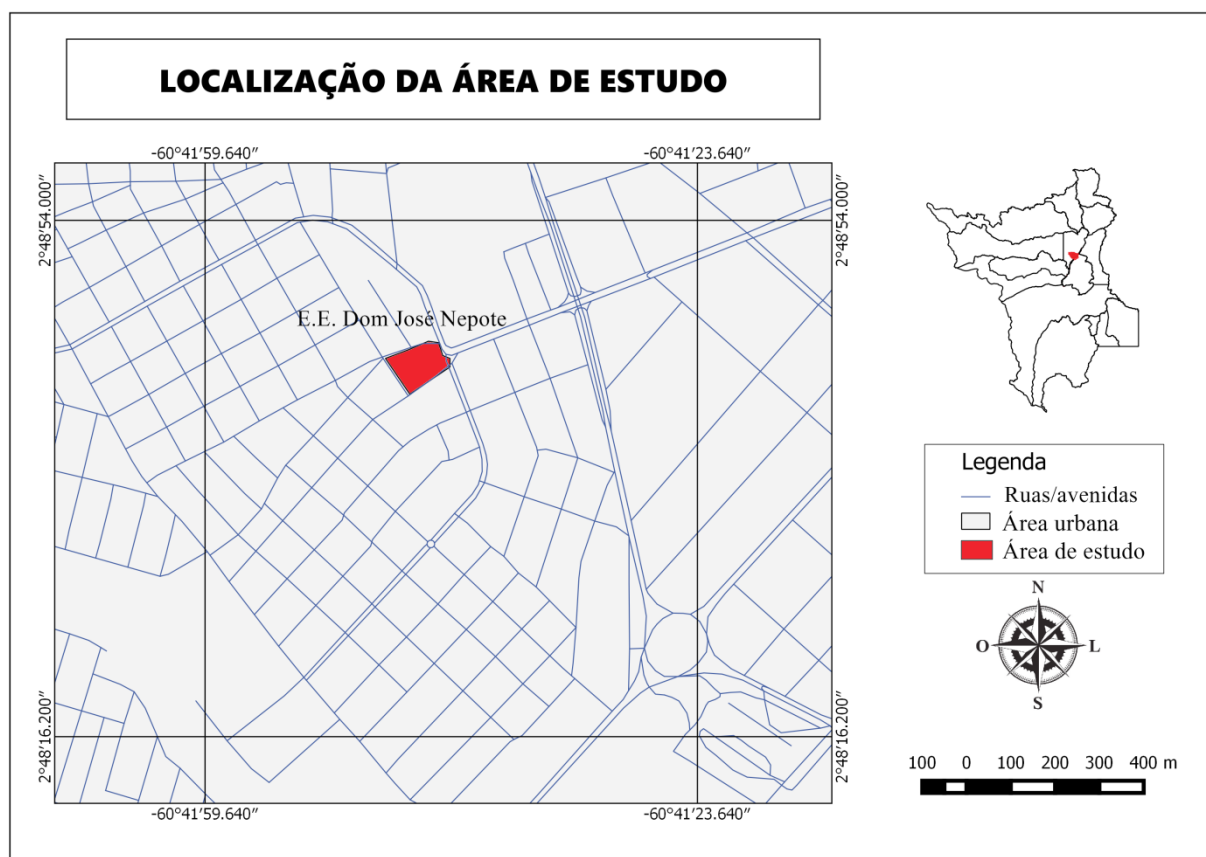 LOCALIZAÇÃO DA ÁREA DE ESTUDO
-60°41′59.640″
-60°41′23.640″
2°48′54.000″
2°48′54.000″
E.E. Dom José Nepote
2°48′16.200″
2°48′16.200″
-60°41′59.640″
-60°41′23.640″
Legenda
Ruas/avenidas
Área urbana
Área de estudo
N
O
L
S
100 0 100 200 300 400 m